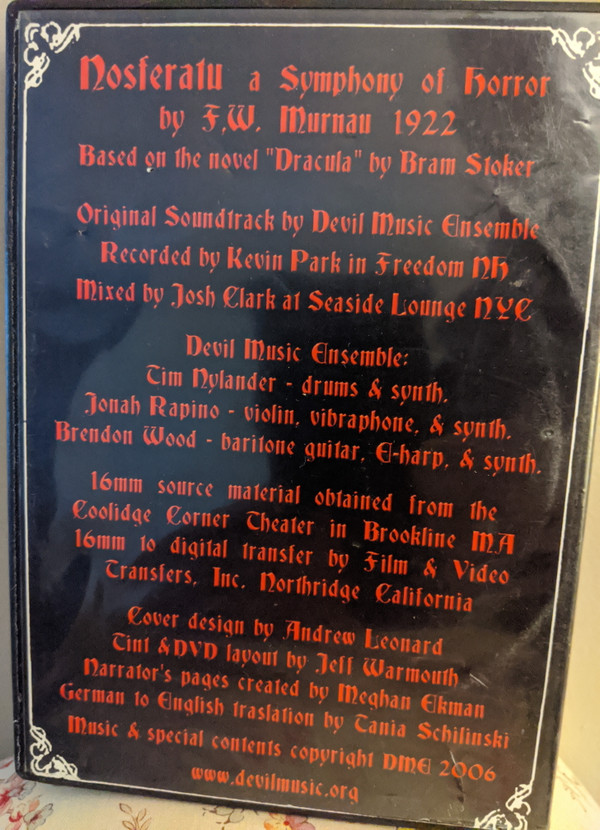 Nosferatu a Symphony of Horror
by F.W. Murnau 1922
Based on the novel "Dracula" by Bram Stoker
Original Soundtrack by Devil Music Ensemble
Recorded by Kevin Park in Freedom NH
Mixed by Josh Clark at Seaside Lounge NYC
Devil Music Ensemble:
Tim Nylander - drums & synth.
Jonah Rapino - violin, vibraphone, & synth.
Brendon Wood - baritone guitar, E-harp, & synth.
16mm source material obtained from the
Coolidge Corner Theater in Brookline MA
16mm to digital transfer by Film & Video
Transfers, Inc. Northridge California
Cover design by Andrew Leonard
Tint &DVD layout by Jeff Warmouth
Narrator's pages created by Meghan Ekman
German to English traslation by Tania Schilinski
Music & special contents copyright DME 2006
www.devilmusic.org